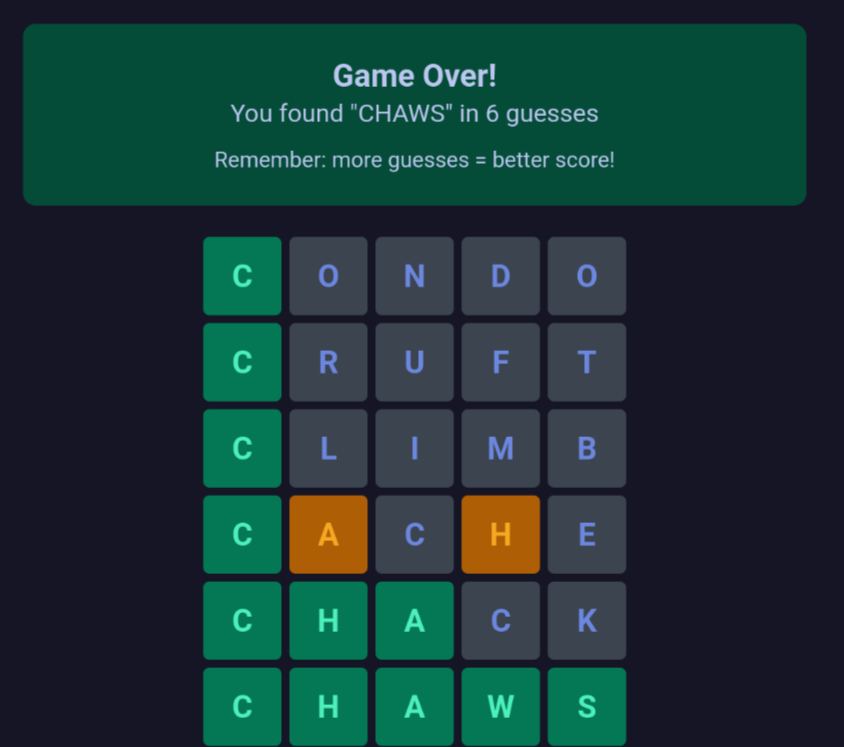 Game Over!
You found "CHAWS" in 6 guesses
Remember: more guesses = better score!
C O N D O
C R U F T
C L I M B
C A C H E
C H A C K
C H A W S